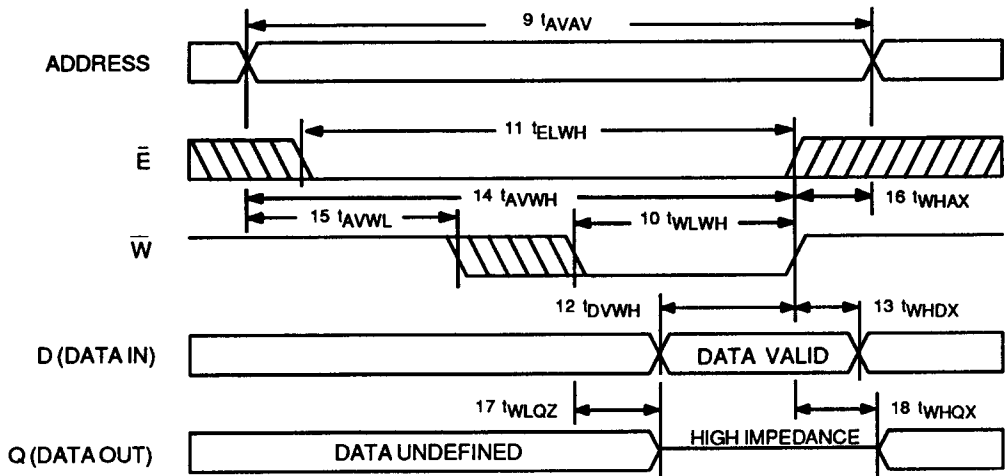 9 tAVAV
ADDRESS
11 tELWH
E̅
14 tAVWH
16 tWHAX
15 tAVWL
10 tWLWH
W̅
12 tDVWH
13 tWHDX
D (DATA IN)
DATA VALID
17 tWLQZ
18 tWHQX
HIGH IMPEDANCE
Q (DATA OUT)
DATA UNDEFINED